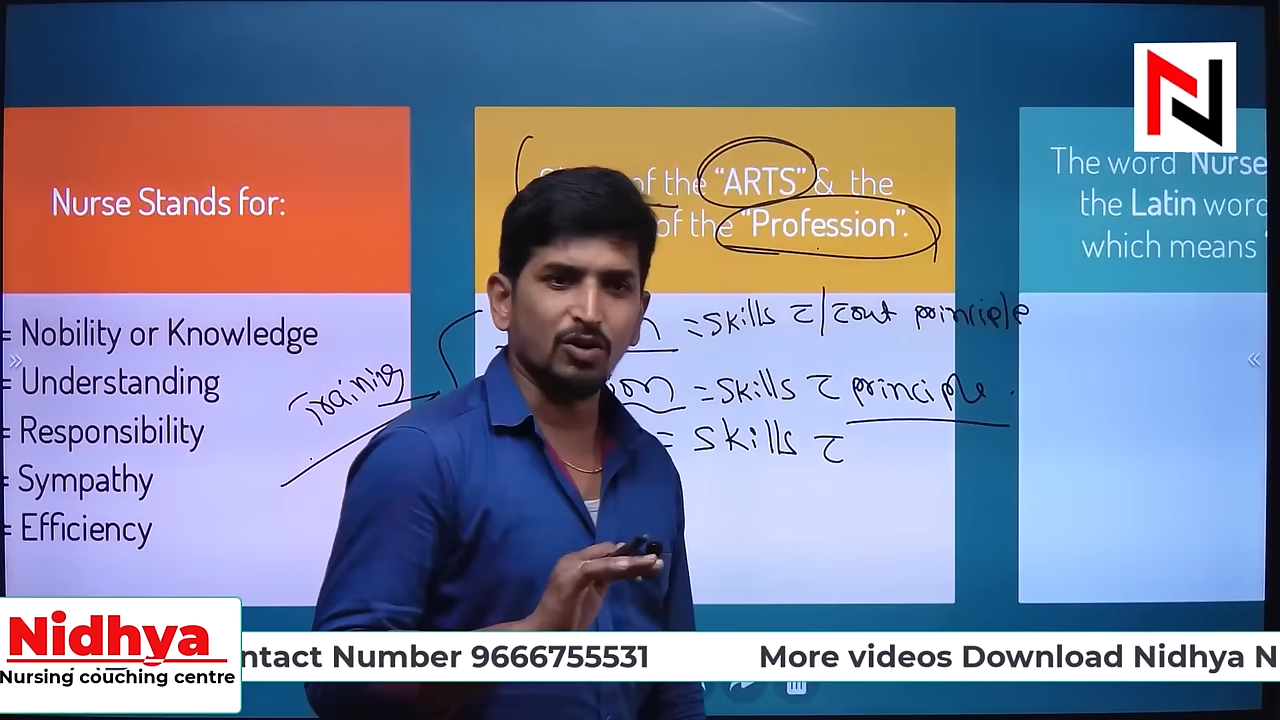 Nurse Stands for:
= Nobility or Knowledge
= Understanding
= Responsibility
= Sympathy
= Efficiency
Training
of the “ARTS” & the
of the “Profession”.
= Skills c̄/c̄out principle
= Skills c̄ principle
= Skills c̄
The word Nurse
the Latin word
which means
N
Nidhya
Nursing couching centre
ntact Number 9666755531
More videos Download Nidhya N